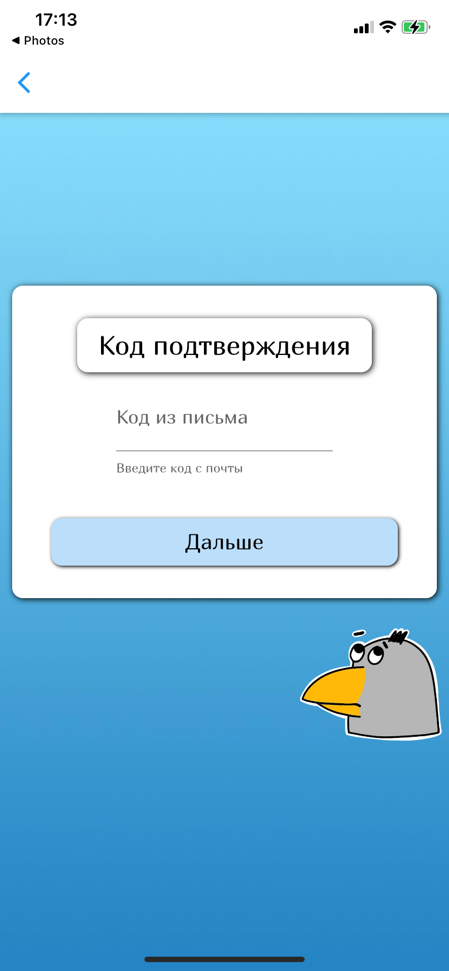 17:13
◀ Photos
Код подтверждения
Код из письма
Введите код с почты
Дальше